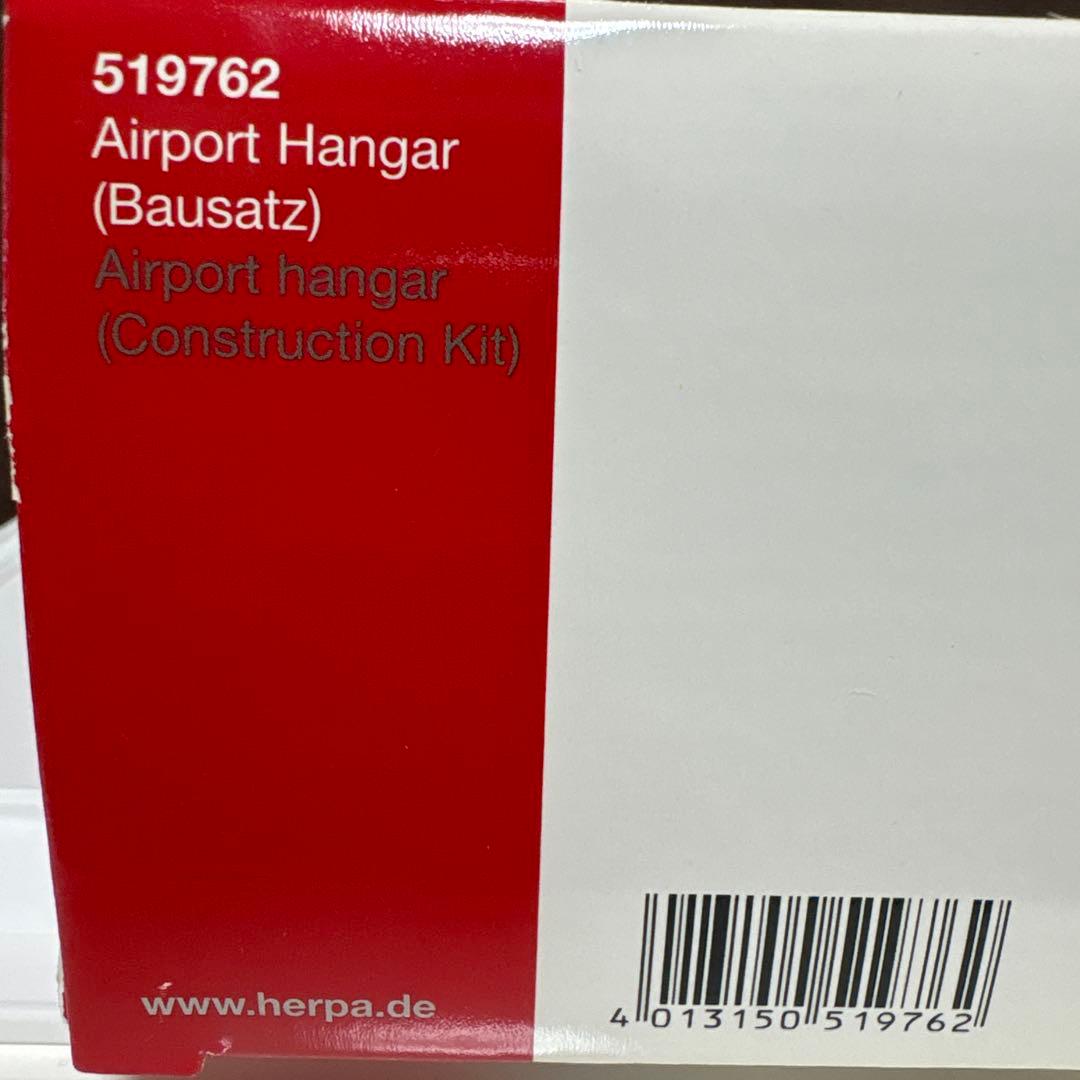 519762
Airport Hangar
(Bausatz)
Airport hangar
(Construction Kit)
www.herpa.de
4 013150 519762